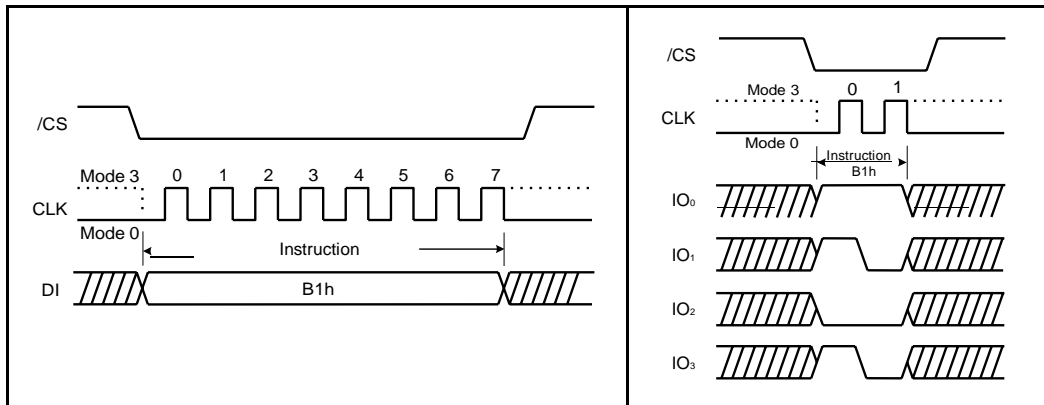 /CS
Mode 3 0 1 2 3 4 5 6 7
CLK
Mode 0
Instruction
DI B1h
/CS
Mode 3 0 1
CLK
Mode 0
Instruction
B1h
IO₀
IO₁
IO₂
IO₃